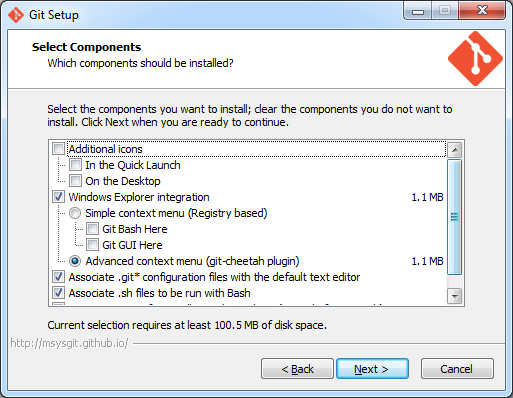 Git Setup
Select Components
Which components should be installed?
Select the components you want to install; clear the components you do not want to
install. Click Next when you are ready to continue.
Additional icons
In the Quick Launch
On the Desktop
Windows Explorer integration 1.1 MB
Simple context menu (Registry based)
Git Bash Here
Git GUI Here
Advanced context menu (git-cheetah plugin) 1.1 MB
Associate .git* configuration files with the default text editor
Associate .sh files to be run with Bash
Current selection requires at least 100.5 MB of disk space.
http://msysgit.github.io/
< Back
Next >
Cancel